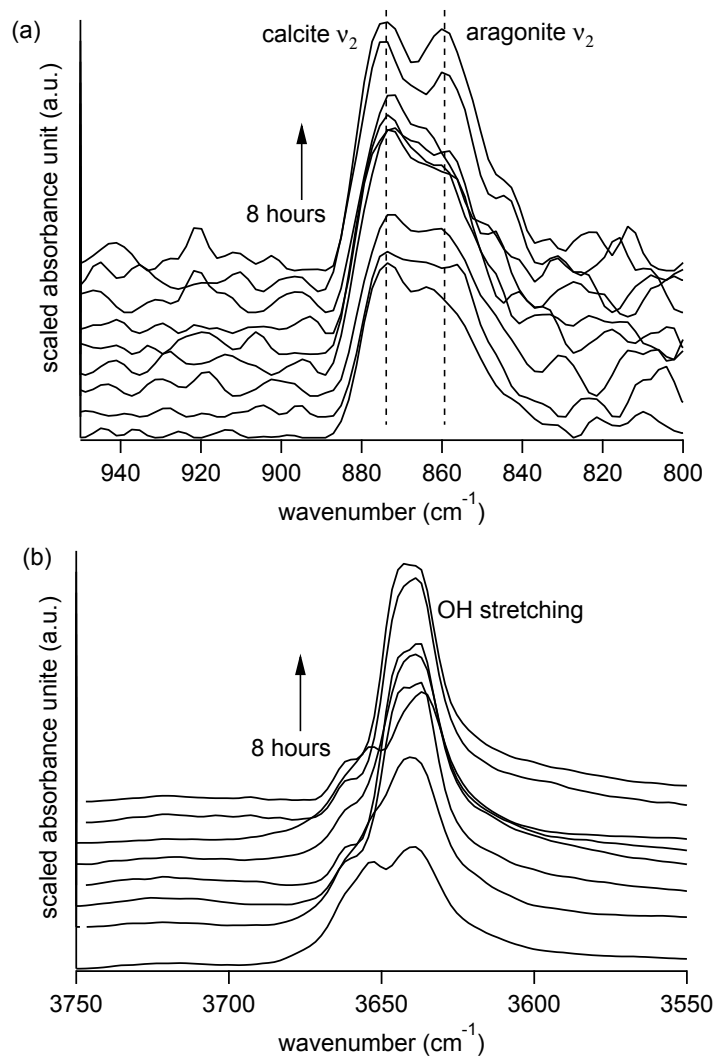 (a)
calcite ν₂ aragonite ν₂
scaled absorbance unit (a.u.)
8 hours
940 920 900 880 860 840 820 800
wavenumber (cm⁻¹)
(b)
OH stretching
scaled absorbance unite (a.u.)
8 hours
3750 3700 3650 3600 3550
wavenumber (cm⁻¹)